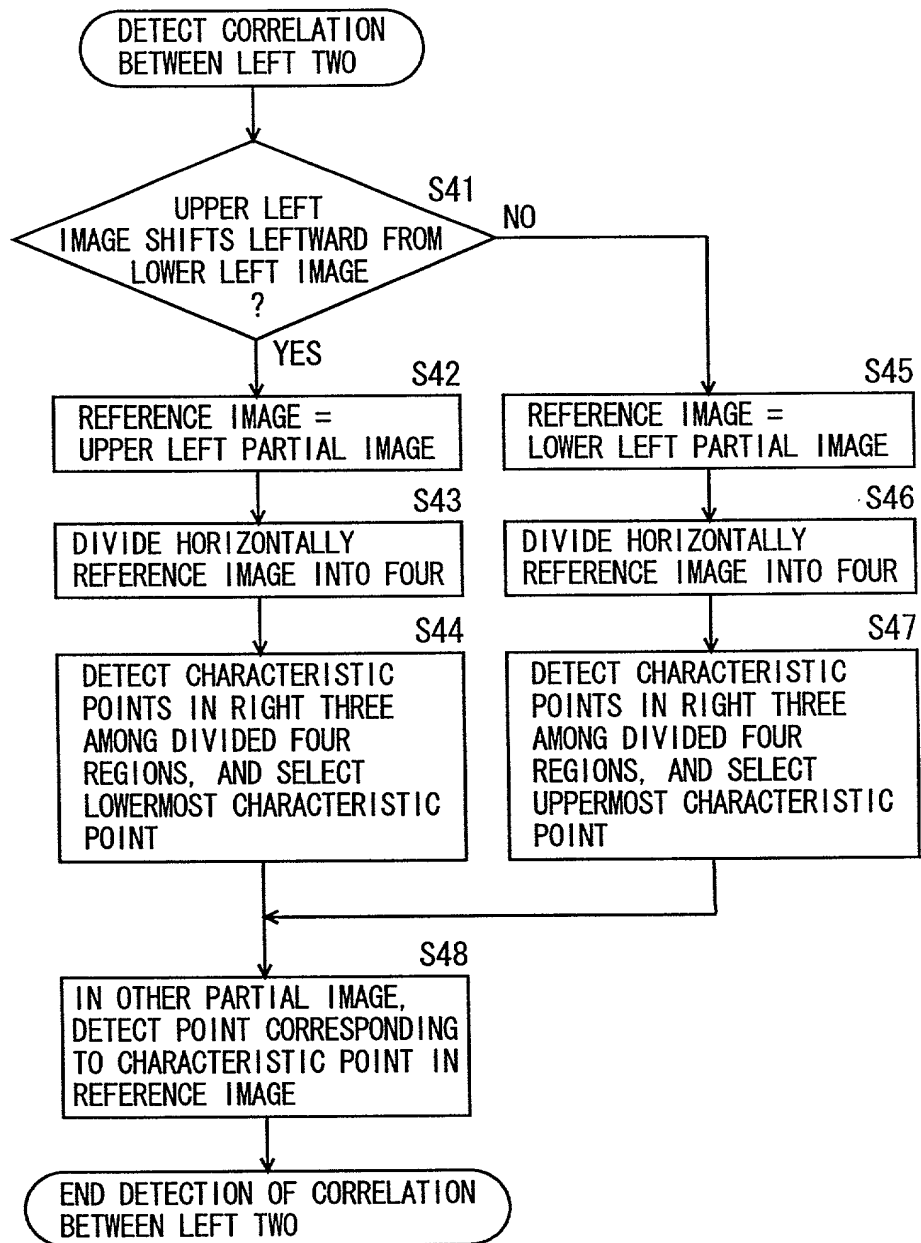 DETECT CORRELATION
BETWEEN LEFT TWO
S41
UPPER LEFT
IMAGE SHIFTS LEFTWARD FROM
LOWER LEFT IMAGE
?
NO
YES
S42
REFERENCE IMAGE =
UPPER LEFT PARTIAL IMAGE
S43
DIVIDE HORIZONTALLY
REFERENCE IMAGE INTO FOUR
S44
DETECT CHARACTERISTIC
POINTS IN RIGHT THREE
AMONG DIVIDED FOUR
REGIONS, AND SELECT
LOWERMOST CHARACTERISTIC
POINT
S45
REFERENCE IMAGE =
LOWER LEFT PARTIAL IMAGE
S46
DIVIDE HORIZONTALLY
REFERENCE IMAGE INTO FOUR
S47
DETECT CHARACTERISTIC
POINTS IN RIGHT THREE
AMONG DIVIDED FOUR
REGIONS, AND SELECT
UPPERMOST CHARACTERISTIC
POINT
S48
IN OTHER PARTIAL IMAGE,
DETECT POINT CORRESPONDING
TO CHARACTERISTIC POINT IN
REFERENCE IMAGE
END DETECTION OF CORRELATION
BETWEEN LEFT TWO